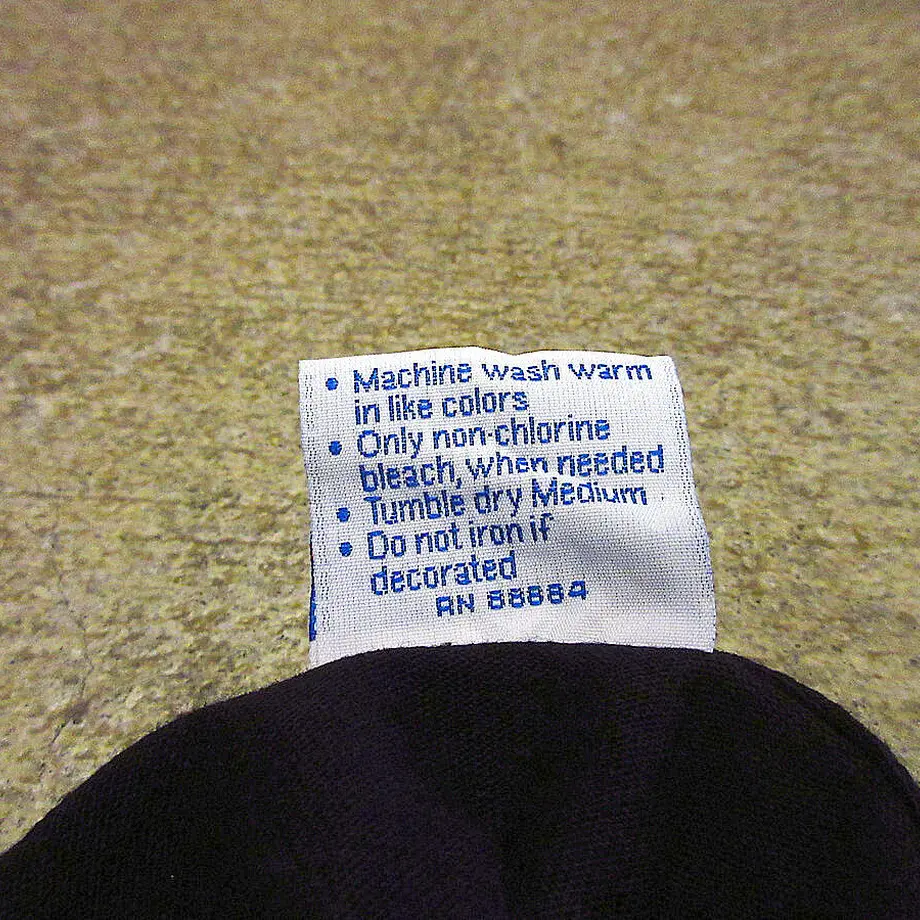 • Machine wash warm
in like colors
• Only non-chlorine
bleach, when needed
• Tumble dry Medium
• Do not iron if
decorated
RN 88884